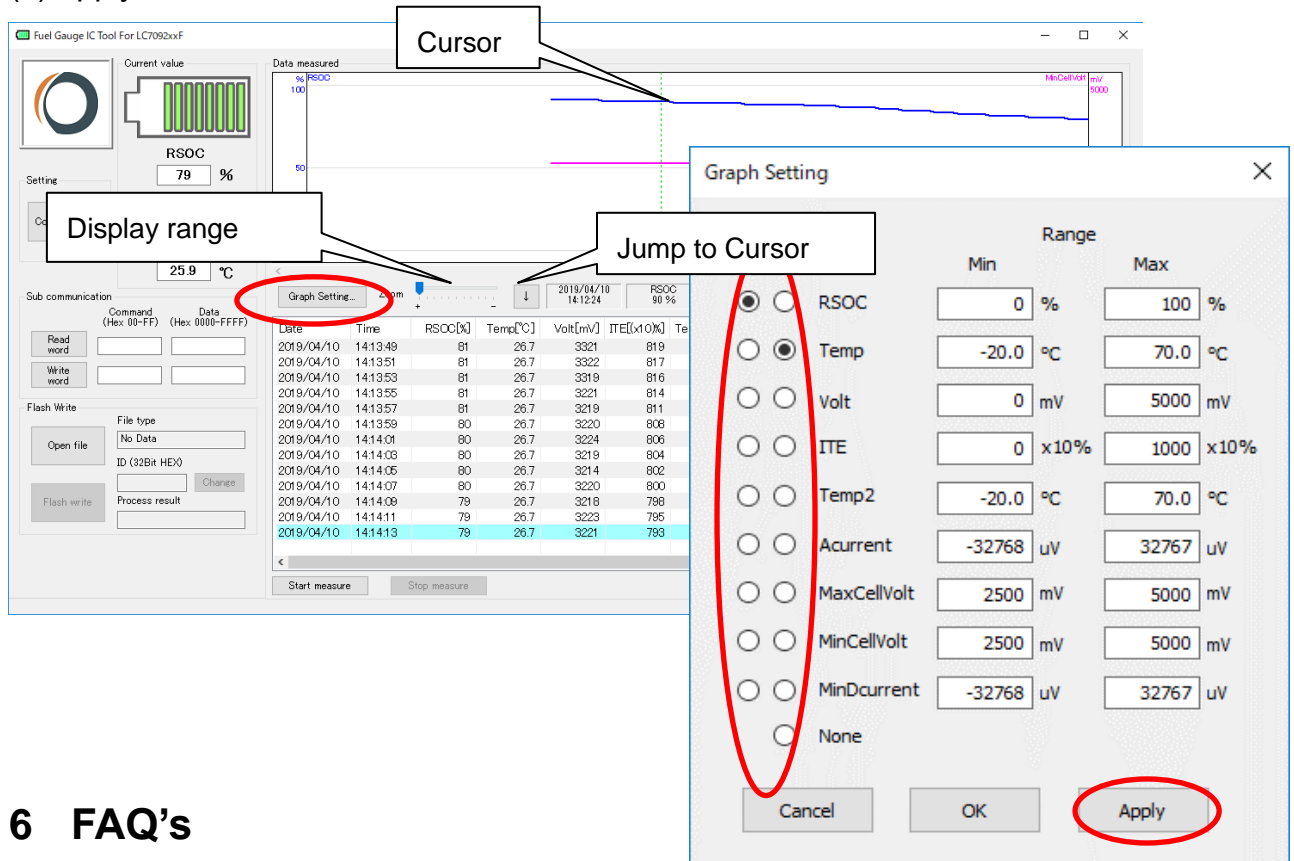 Fuel Gauge IC Tool For LC7092xxF
Cursor
Current value
Data measured
% RSOC
100
50
MinCellVolt mV
5000
RSOC
79 %
Setting
Display range
25.9 ℃
Jump to Cursor
Graph Setting...
+
-
↓
2019/04/10
14:12:24
RSOC
90 %
Sub communication
Command
(Hex 00-FF)
Data
(Hex 0000-FFFF)
Read
word
Write
word
Flash Write
File type
Open file
No Data
ID (32Bit HEX)
Change
Flash write
Process result
Date Time RSOC[%] Temp[℃] Volt[mV] ITE[(x10)%] Te
2019/04/10 14:13:49 81 26.7 3321 819
2019/04/10 14:13:51 81 26.7 3322 817
2019/04/10 14:13:53 81 26.7 3319 816
2019/04/10 14:13:55 81 26.7 3221 814
2019/04/10 14:13:57 81 26.7 3219 811
2019/04/10 14:13:59 80 26.7 3220 808
2019/04/10 14:14:01 80 26.7 3224 806
2019/04/10 14:14:03 80 26.7 3219 804
2019/04/10 14:14:05 80 26.7 3214 802
2019/04/10 14:14:07 80 26.7 3220 800
2019/04/10 14:14:09 79 26.7 3218 798
2019/04/10 14:14:11 79 26.7 3223 795
2019/04/10 14:14:13 79 26.7 3221 793
Start measure
Stop measure
Graph Setting
Range
Min Max
RSOC 0 % 100 %
Temp -20.0 ºC 70.0 ºC
Volt 0 mV 5000 mV
ITE 0 x10% 1000 x10%
Temp2 -20.0 ºC 70.0 ºC
Acurrent -32768 uV 32767 uV
MaxCellVolt 2500 mV 5000 mV
MinCellVolt 2500 mV 5000 mV
MinDcurrent -32768 uV 32767 uV
None
Cancel OK Apply
6 FAQ’s